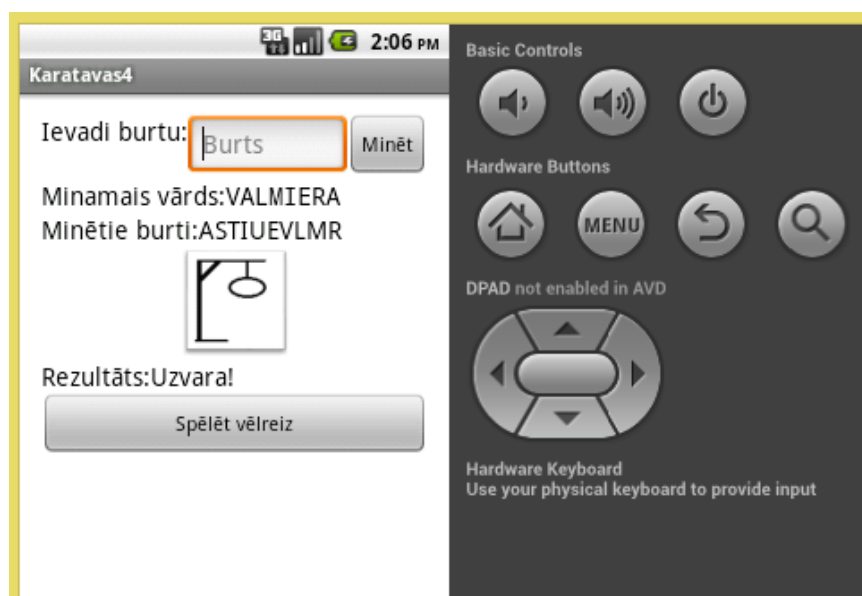 3G 2:06 PM
Karatavas4
Ievadi burtu: Burts Minēt
Minamais vārds:VALMIERA
Minētie burti:ASTIUEVLMR
Rezultāts:Uzvara!
Spēlēt vēlreiz
Basic Controls
Hardware Buttons
MENU
DPAD not enabled in AVD
Hardware Keyboard
Use your physical keyboard to provide input